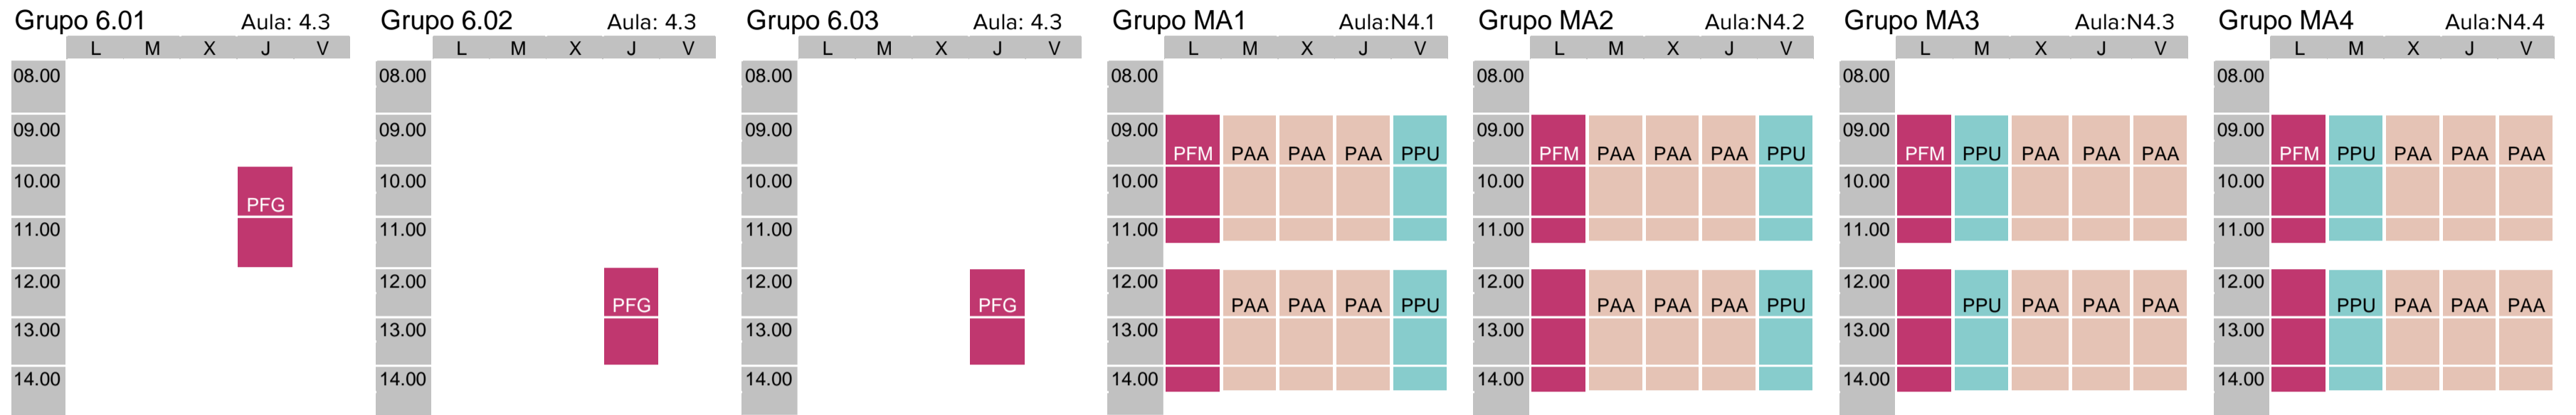 Grupo 6.01 Aula: 4.3
L M X J V
08.00
09.00
10.00
PFG
11.00
12.00
13.00
14.00
Grupo 6.02 Aula: 4.3
L M X J V
08.00
09.00
10.00
11.00
12.00
PFG
13.00
14.00
Grupo 6.03 Aula: 4.3
L M X J V
08.00
09.00
10.00
11.00
12.00
PFG
13.00
14.00
Grupo MA1 Aula:N4.1
L M X J V
08.00
09.00
PFM PAA PAA PAA PPU
10.00
11.00
12.00
PAA PAA PAA PPU
13.00
14.00
Grupo MA2 Aula:N4.2
L M X J V
08.00
09.00
PFM PAA PAA PAA PPU
10.00
11.00
12.00
PAA PAA PAA PPU
13.00
14.00
Grupo MA3 Aula:N4.3
L M X J V
08.00
09.00
PFM PPU PAA PAA PAA
10.00
11.00
12.00
PPU PAA PAA PAA
13.00
14.00
Grupo MA4 Aula:N4.4
L M X J V
08.00
09.00
PFM PPU PAA PAA PAA
10.00
11.00
12.00
PPU PAA PAA PAA
13.00
14.00